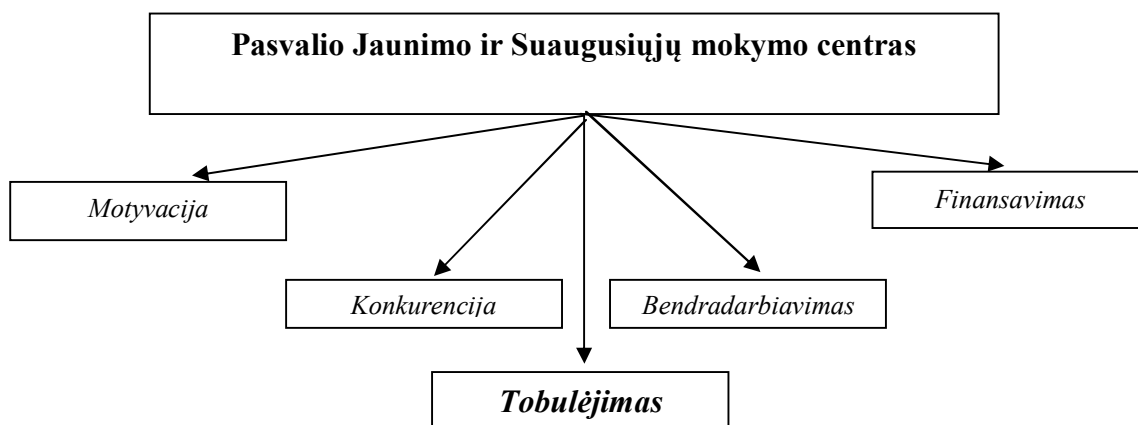 Pasvalio Jaunimo ir Suaugusiųjų mokymo centras
Motyvacija
Finansavimas
Konkurencija
Bendradarbiavimas
Tobulėjimas